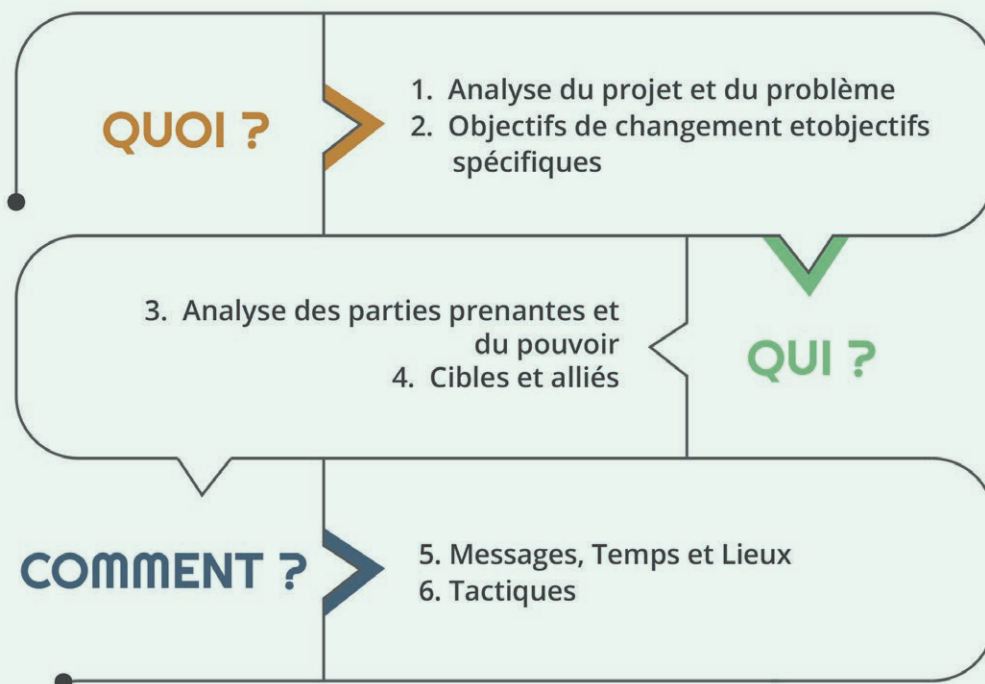 QUOI ?
1. Analyse du projet et du problème
2. Objectifs de changement etobjectifs
spécifiques
3. Analyse des parties prenantes et
du pouvoir
4. Cibles et alliés
QUI ?
COMMENT ?
5. Messages, Temps et Lieux
6. Tactiques